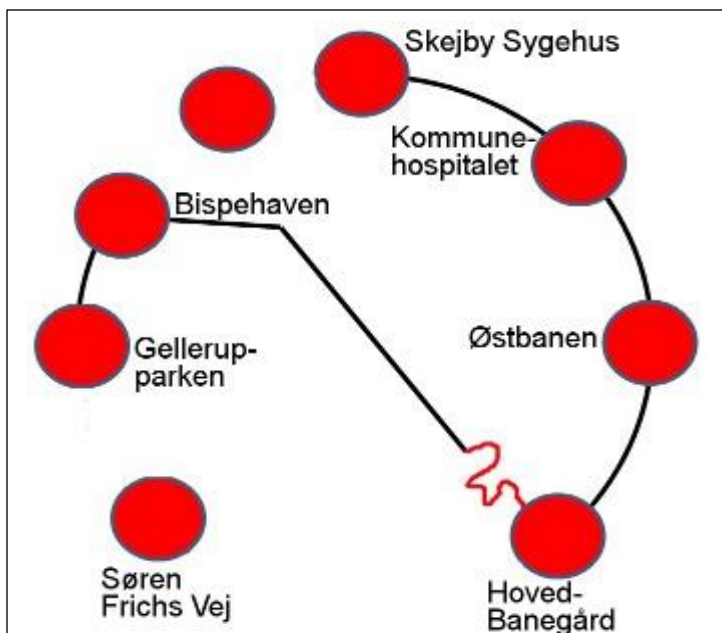 Skejby Sygehus
Kommune-
hospitalet
Bispehaven
Østbanen
Gellerup-
parken
Søren
Frichs Vej
Hoved-
Banegård